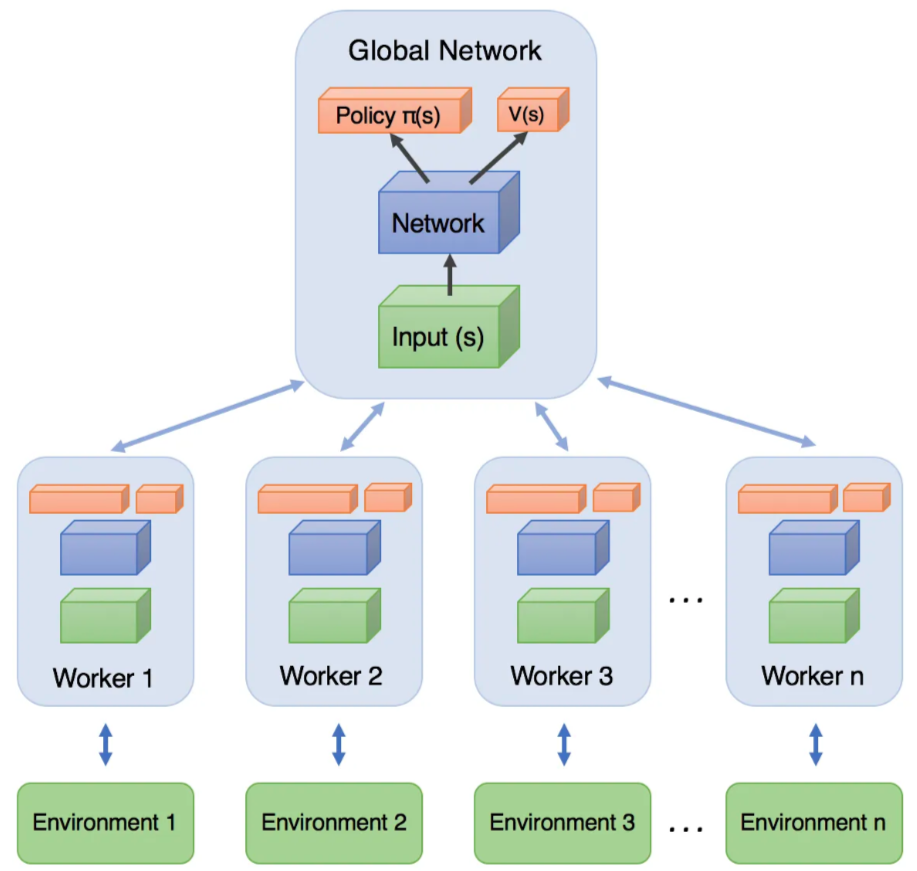 Global Network
Policy π(s)
V(s)
Network
Input (s)
Worker 1
Worker 2
Worker 3
...
Worker n
Environment 1
Environment 2
Environment 3
...
Environment n